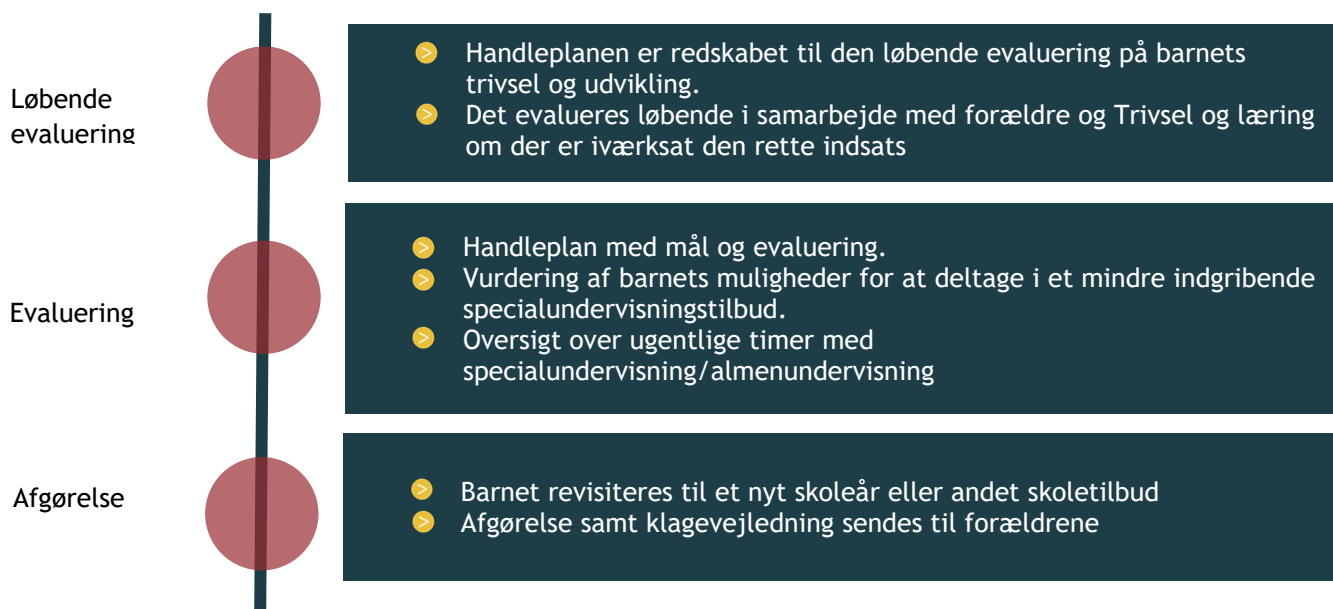 Løbende
evaluering
Handleplanen er redskabet til den løbende evaluering på barnets
trivsel og udvikling.
Det evalueres løbende i samarbejde med forældre og Trivsel og læring
om der er iværksat den rette indsats
Evaluering
Handleplan med mål og evaluering.
Vurdering af barnets muligheder for at deltage i et mindre indgribende
specialundervisningstilbud.
Oversigt over ugentlige timer med
specialundervisning/almenundervisning
Afgørelse
Barnet revisiteres til et nyt skoleår eller andet skoletilbud
Afgørelse samt klagevejledning sendes til forældrene